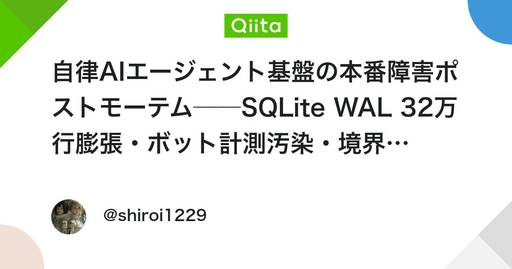 Qiita
自律AIエージェント基盤の本番障害ポ
ストモーテム──SQLite WAL 32万
行膨張・ボット計測汚染・境界…
@shiroi1229